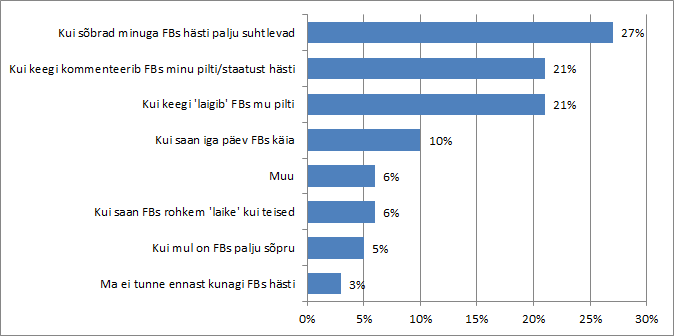 Kui sõbrad minuga FBs hästi palju suhtlevad 27%
Kui keegi kommenteerib FBs minu pilti/staatust hästi 21%
Kui keegi 'laigib' FBs mu pilti 21%
Kui saan iga päev FBs käia 10%
Muu 6%
Kui saan FBs rohkem 'laike' kui teised 6%
Kui mul on FBs palju sõpru 5%
Ma ei tunne ennast kunagi FBs hästi 3%
0% 5% 10% 15% 20% 25% 30%